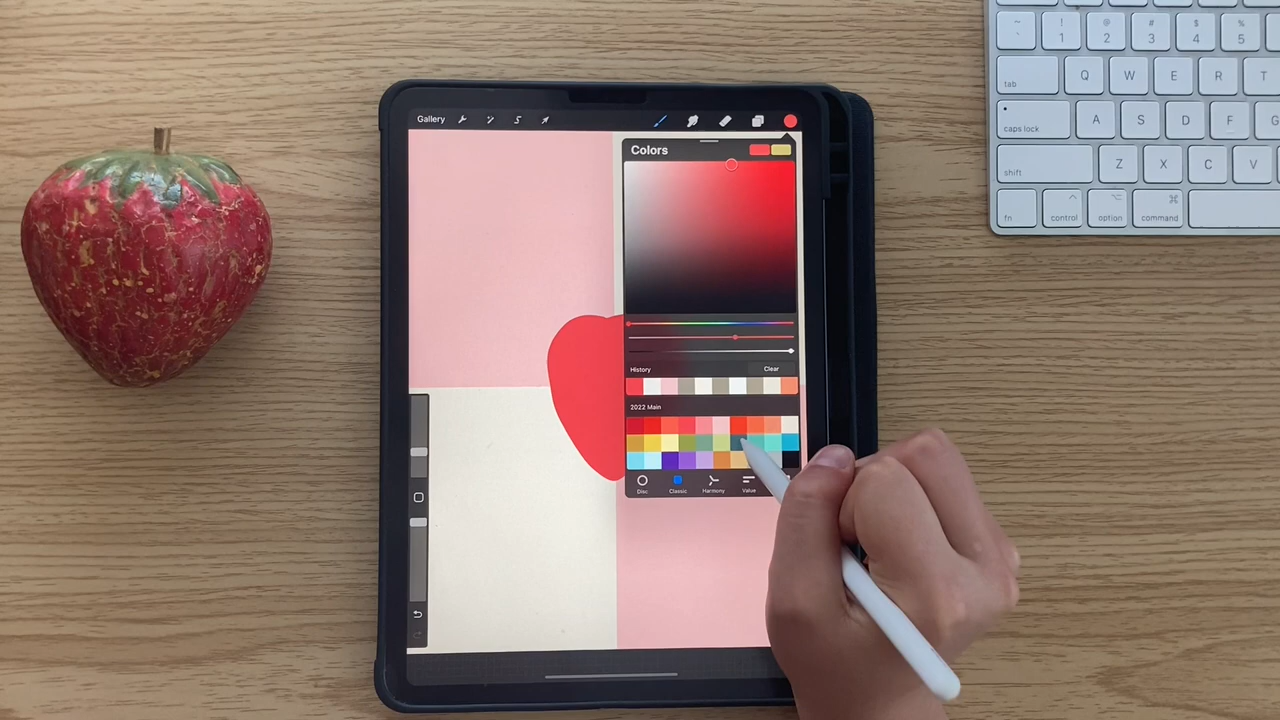 Gallery
Colors
History Clear
2022 Main
Disc Classic Harmony Value
~ ` ! 1 @ 2 # 3 $ 4 % 5
tab Q W E R T
caps lock A S D F G
shift Z X C V
fn control option ⌘ command